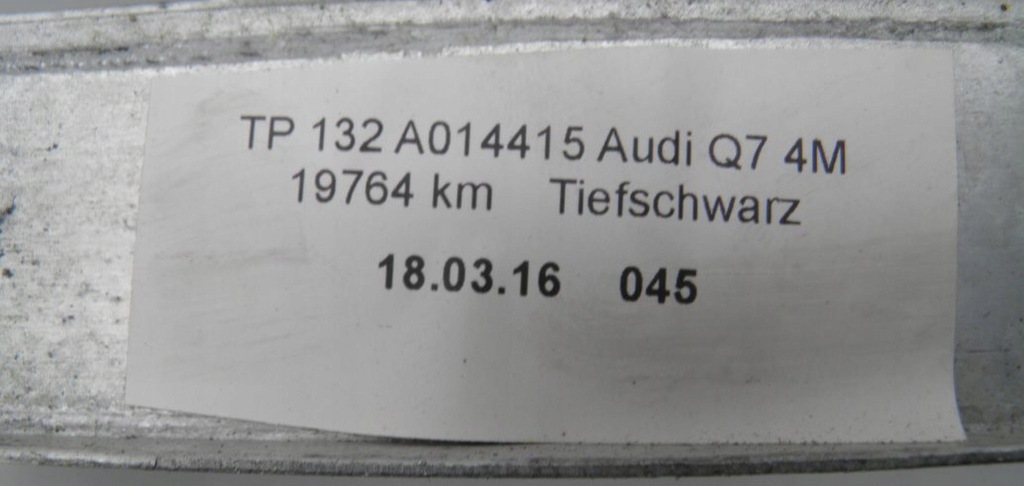 TP 132 A014415 Audi Q7 4M
19764 km Tiefschwarz
18.03.16 045